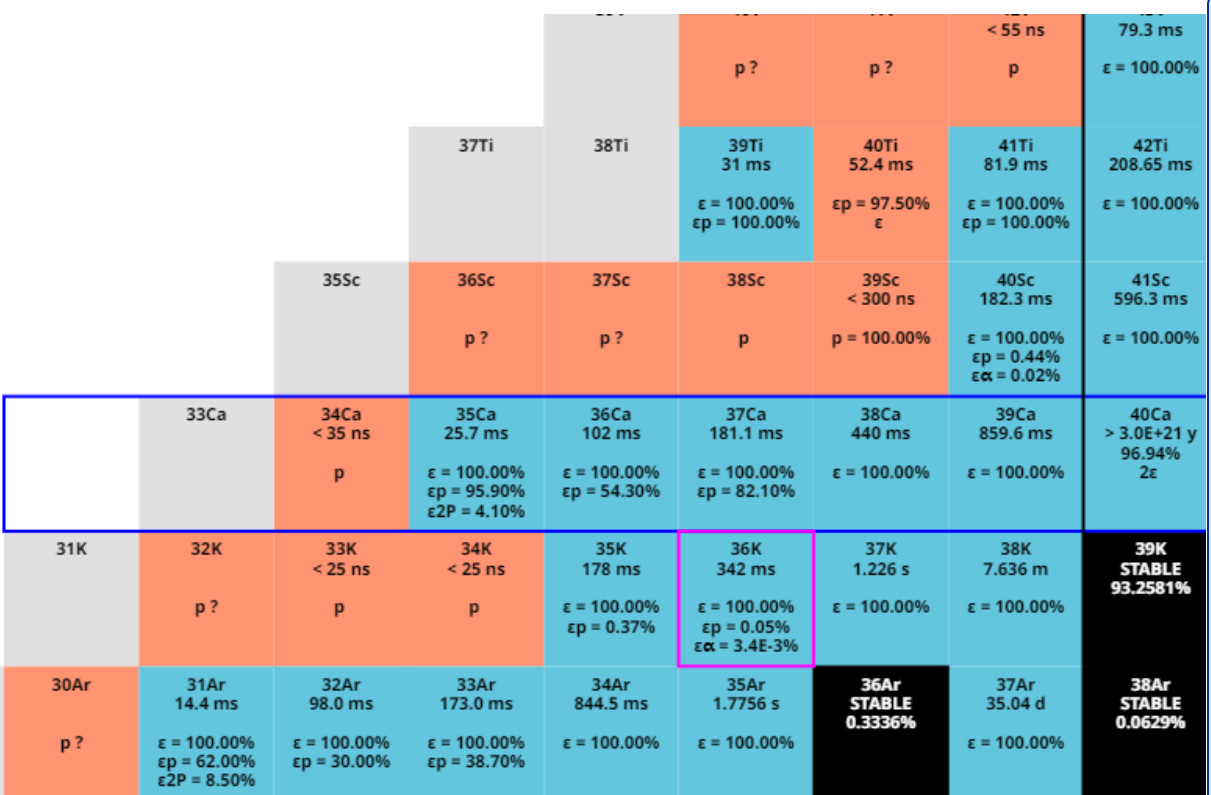 p ?
p ?
< 55 ns
p
79.3 ms
ε = 100.00%
37Ti
38Ti
39Ti
31 ms
ε = 100.00%
εp = 100.00%
40Ti
52.4 ms
εp = 97.50%
ε
41Ti
81.9 ms
ε = 100.00%
εp = 100.00%
42Ti
208.65 ms
ε = 100.00%
35Sc
36Sc
p ?
37Sc
p ?
38Sc
p
39Sc
< 300 ns
p = 100.00%
40Sc
182.3 ms
ε = 100.00%
εp = 0.44%
εα = 0.02%
41Sc
596.3 ms
ε = 100.00%
33Ca
34Ca
< 35 ns
p
35Ca
25.7 ms
ε = 100.00%
εp = 95.90%
ε2P = 4.10%
36Ca
102 ms
ε = 100.00%
εp = 54.30%
37Ca
181.1 ms
ε = 100.00%
εp = 82.10%
38Ca
440 ms
ε = 100.00%
39Ca
859.6 ms
ε = 100.00%
40Ca
> 3.0E+21 y
96.94%
2ε
31K
32K
p ?
33K
< 25 ns
p
34K
< 25 ns
p
35K
178 ms
ε = 100.00%
εp = 0.37%
36K
342 ms
ε = 100.00%
εp = 0.05%
εα = 3.4E-3%
37K
1.226 s
ε = 100.00%
38K
7.636 m
ε = 100.00%
39K
STABLE
93.2581%
30Ar
p ?
31Ar
14.4 ms
ε = 100.00%
εp = 62.00%
ε2P = 8.50%
32Ar
98.0 ms
ε = 100.00%
εp = 30.00%
33Ar
173.0 ms
ε = 100.00%
εp = 38.70%
34Ar
844.5 ms
ε = 100.00%
35Ar
1.7756 s
ε = 100.00%
36Ar
STABLE
0.3336%
37Ar
35.04 d
ε = 100.00%
38Ar
STABLE
0.0629%